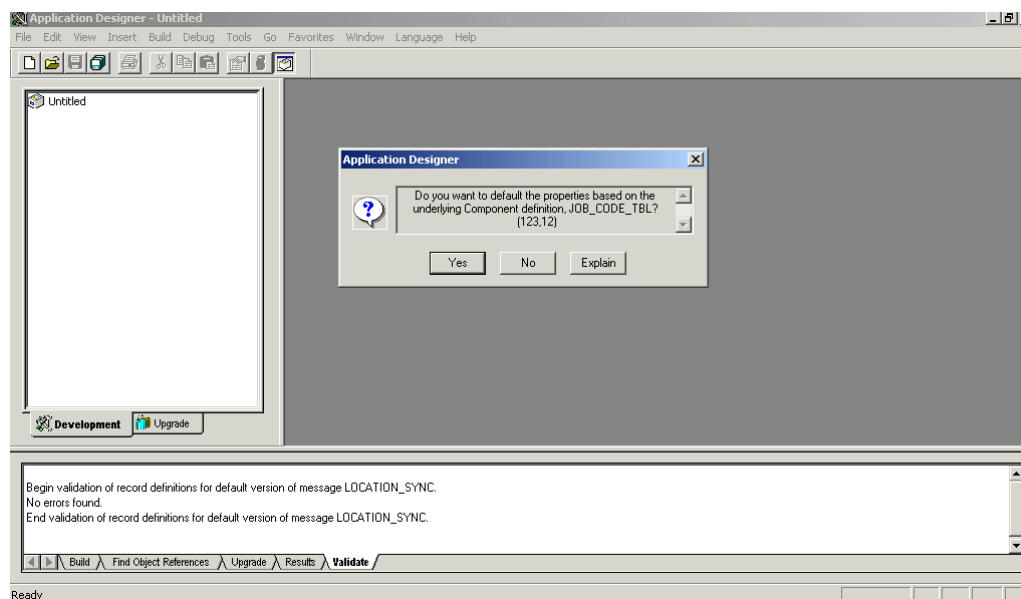 Application Designer - Untitled
File Edit View Insert Build Debug Tools Go Favorites Window Language Help
Untitled
Application Designer
Do you want to default the properties based on the
underlying Component definition, JOB_CODE_TBL?
(123,12)
Yes No Explain
Development Upgrade
Begin validation of record definitions for default version of message LOCATION_SYNC.
No errors found.
End validation of record definitions for default version of message LOCATION_SYNC.
Build Find Object References Upgrade Results Validate
Ready